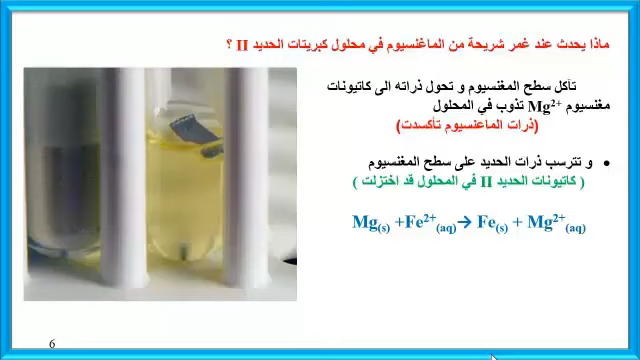 ماذا يحدث عند غمر شريحة من الماغنسيوم في محلول كبريتات الحديد II ؟
تآكل سطح المغنسيوم و تحول ذراته الى كاتيونات
مغنسيوم Mg²⁺ تذوب في المحلول
(ذرات الماغنسيوم تأكسدت)
• و تترسب ذرات الحديد على سطح المغنسيوم
( كاتيونات الحديد II في المحلول قد اختزلت )
Mg(s) +Fe²⁺(aq)→ Fe(s) + Mg²⁺(aq)
6